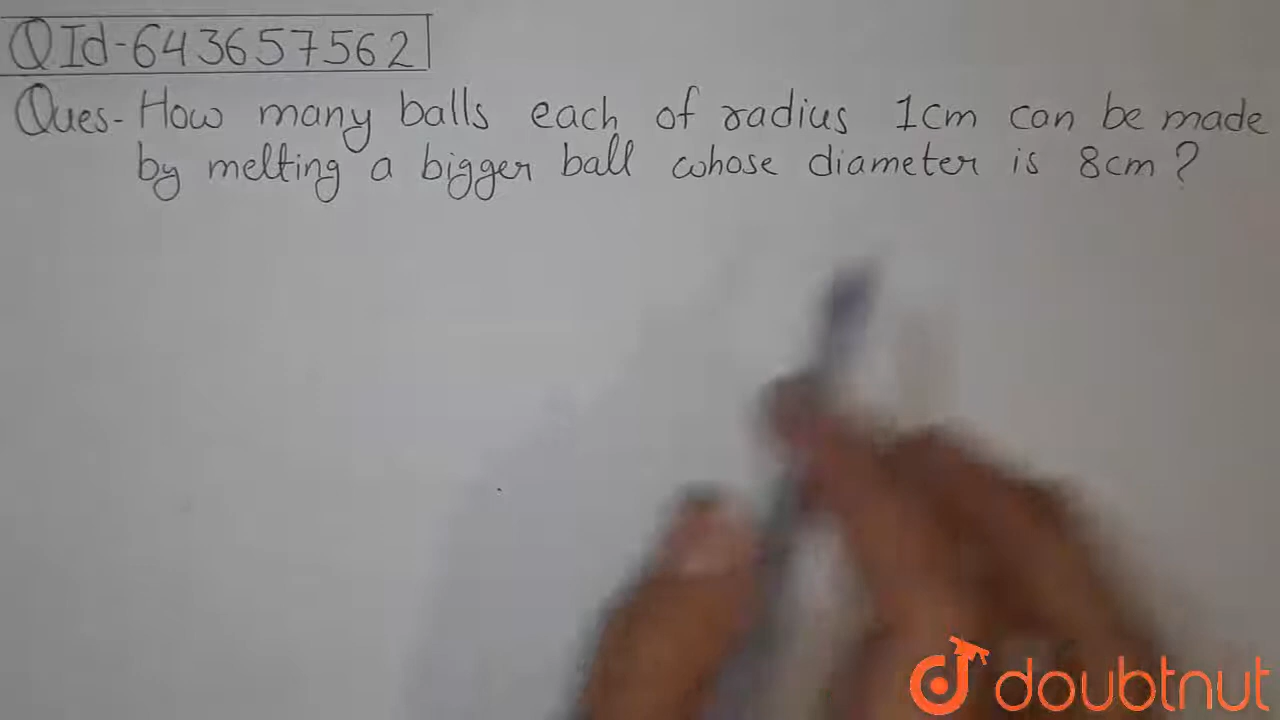 QId-643657562
Ques- How many balls each of radius 1cm can be made
by melting a bigger ball whose diameter is 8cm?
doubtnut